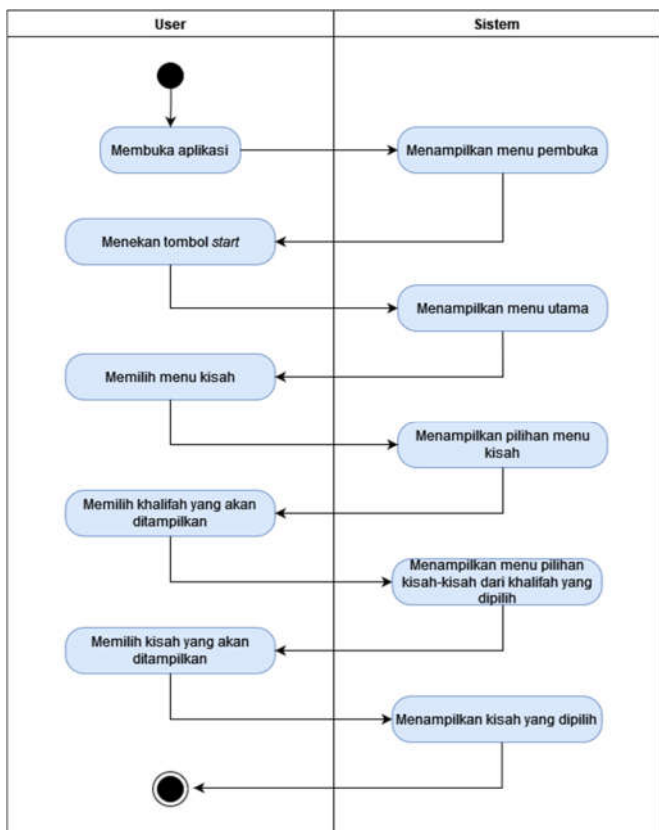 User
Sistem
Membuka aplikasi
Menampilkan menu pembuka
Menekan tombol start
Menampilkan menu utama
Memilih menu kisah
Menampilkan pilihan menu
kisah
Memilih khalifah yang akan
ditampilkan
Menampilkan menu pilihan
kisah-kisah dari khalifah yang
dipilih
Memilih kisah yang akan
ditampilkan
Menampilkan kisah yang dipilih